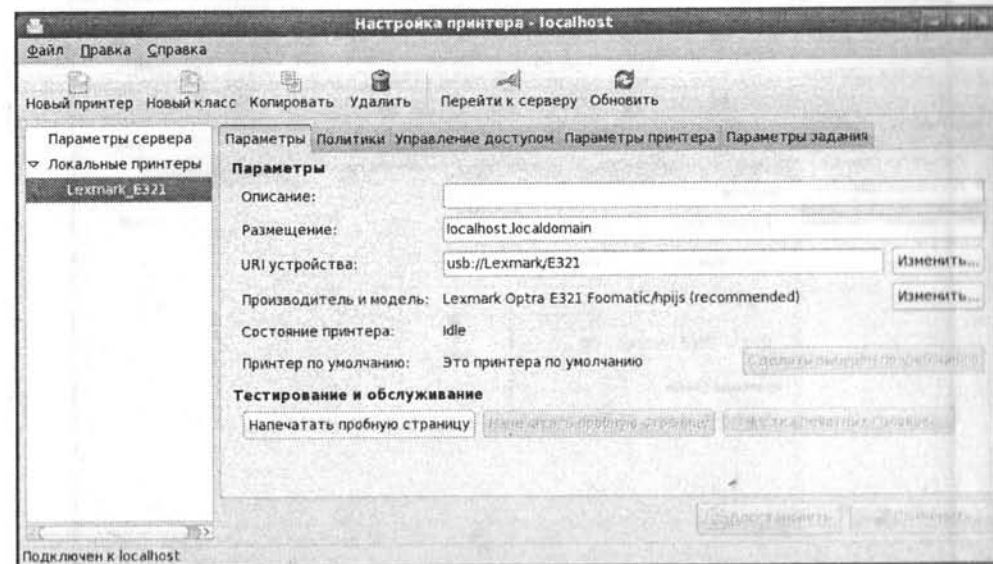 Настройка принтера - localhost
Файл Правка Справка
Новый принтер Новый класс Копировать Удалить Перейти к серверу Обновить
Параметры сервера
Локальные принтеры
Lexmark_E321
Параметры Политики Управление доступом Параметры принтера Параметры задания
Параметры
Описание:
Размещение: localhost.localdomain
URI устройства: usb://Lexmark/E321 Изменить...
Производитель и модель: Lexmark Optra E321 Foomatic/hpijs (recommended) Изменить...
Состояние принтера: Idle
Принтер по умолчанию: Это принтера по умолчанию
Тестирование и обслуживание
Напечатать пробную страницу
Подключен к localhost